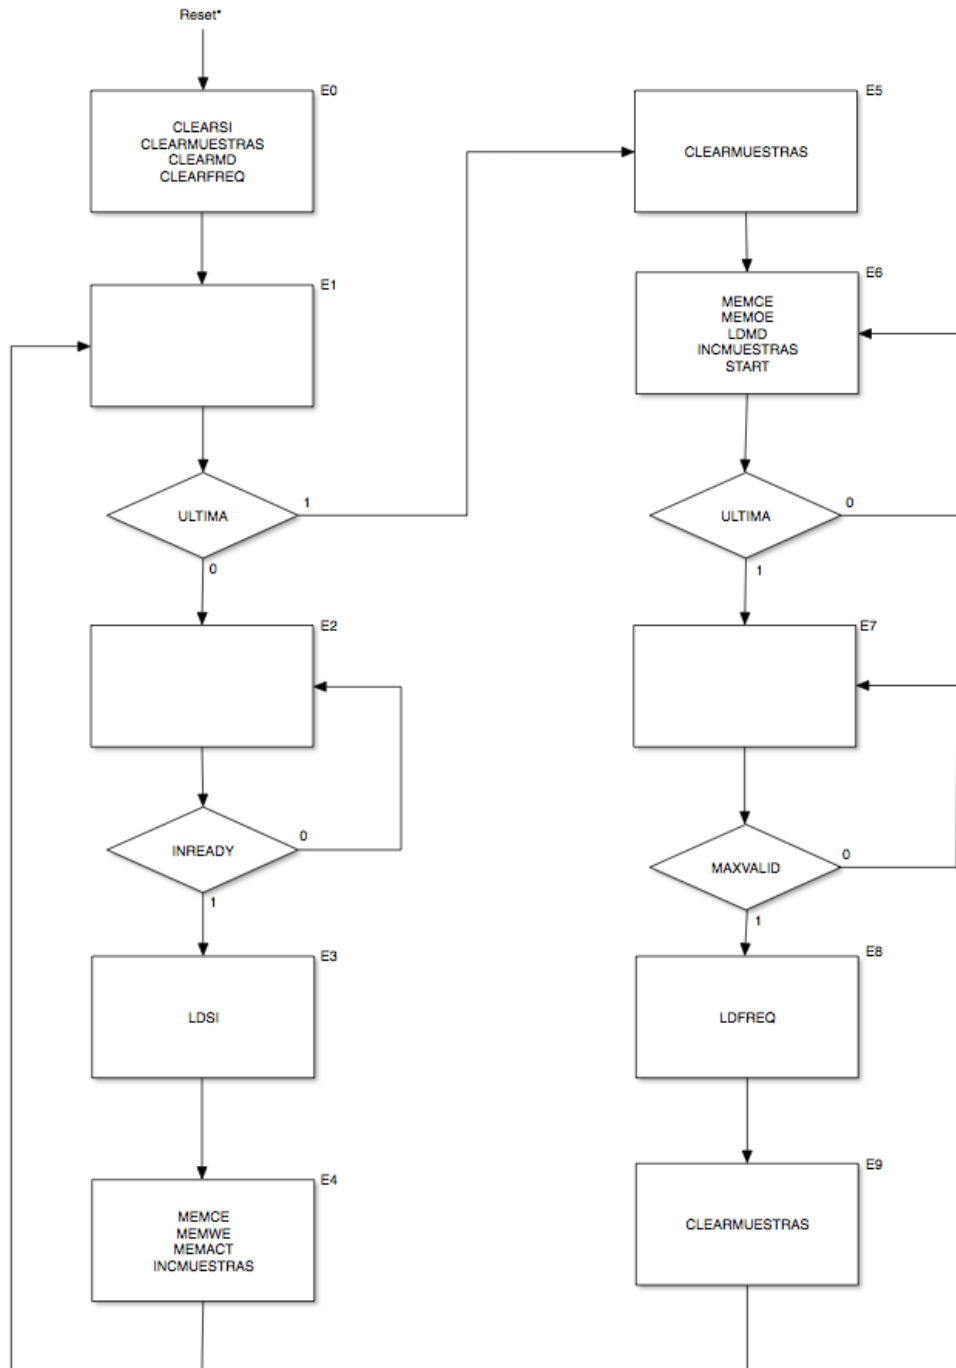 Reset*
E0
CLEARSI
CLEARMUESTRAS
CLEARMD
CLEARFREQ
E1
ULTIMA
1
0
E2
INREADY
0
1
E3
LDSI
E4
MEMCE
MEMWE
MEMACT
INCMUESTRAS
E5
CLEARMUESTRAS
E6
MEMCE
MEMOE
LDMD
INCMUESTRAS
START
ULTIMA
0
1
E7
MAXVALID
0
1
E8
LDFREQ
E9
CLEARMUESTRAS